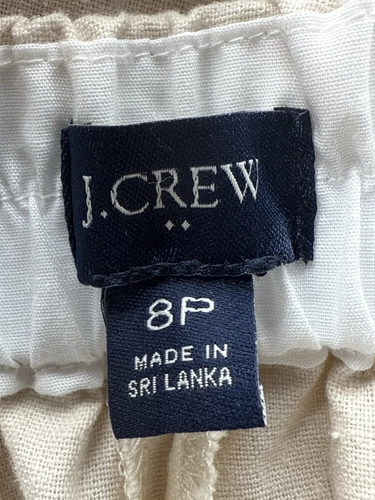 J.CREW
8P
MADE IN
SRI LANKA